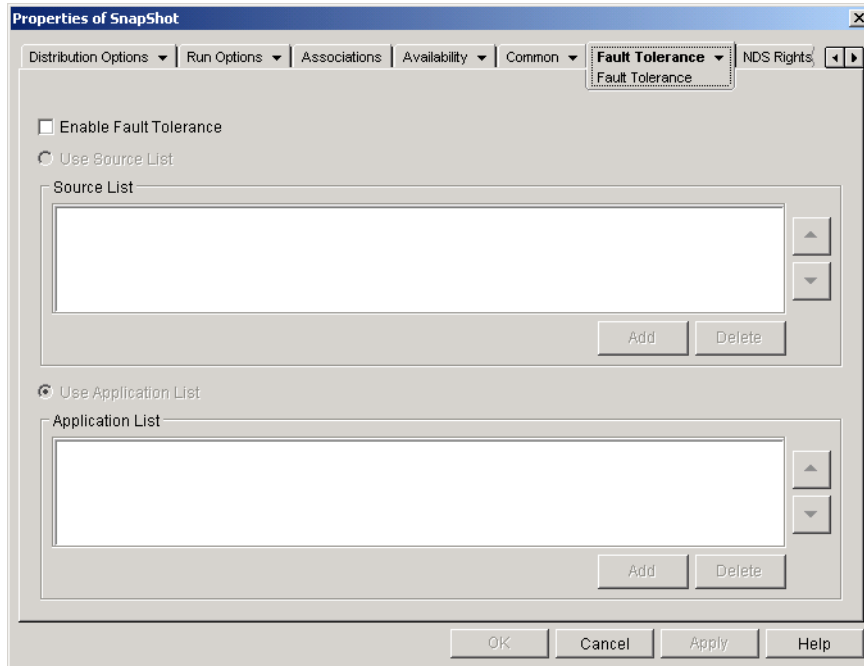 Properties of SnapShot
Distribution Options Run Options Associations Availability Common Fault Tolerance NDS Rights
Fault Tolerance
Enable Fault Tolerance
Use Source List
Source List
Add Delete
Use Application List
Application List
Add Delete
OK Cancel Apply Help